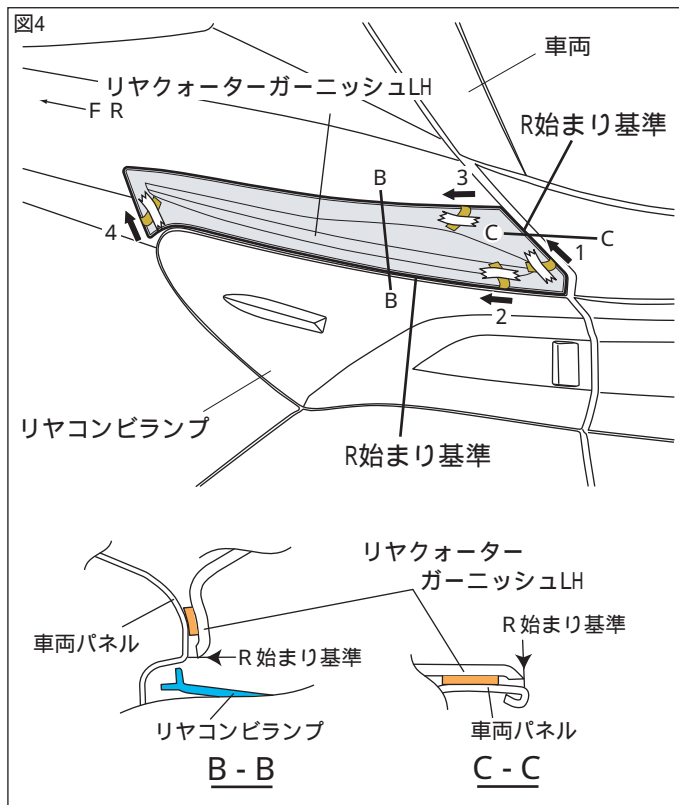 図4
車両
リヤクォーターガーニッシュLH
F R
R始まり基準
B
3
C
C
1
4
B
2
リヤコンビランプ
R始まり基準
リヤクォーター
ガーニッシュLH
R始まり基準
車両パネル
R始まり基準
リヤコンビランプ
車両パネル
B - B
C - C